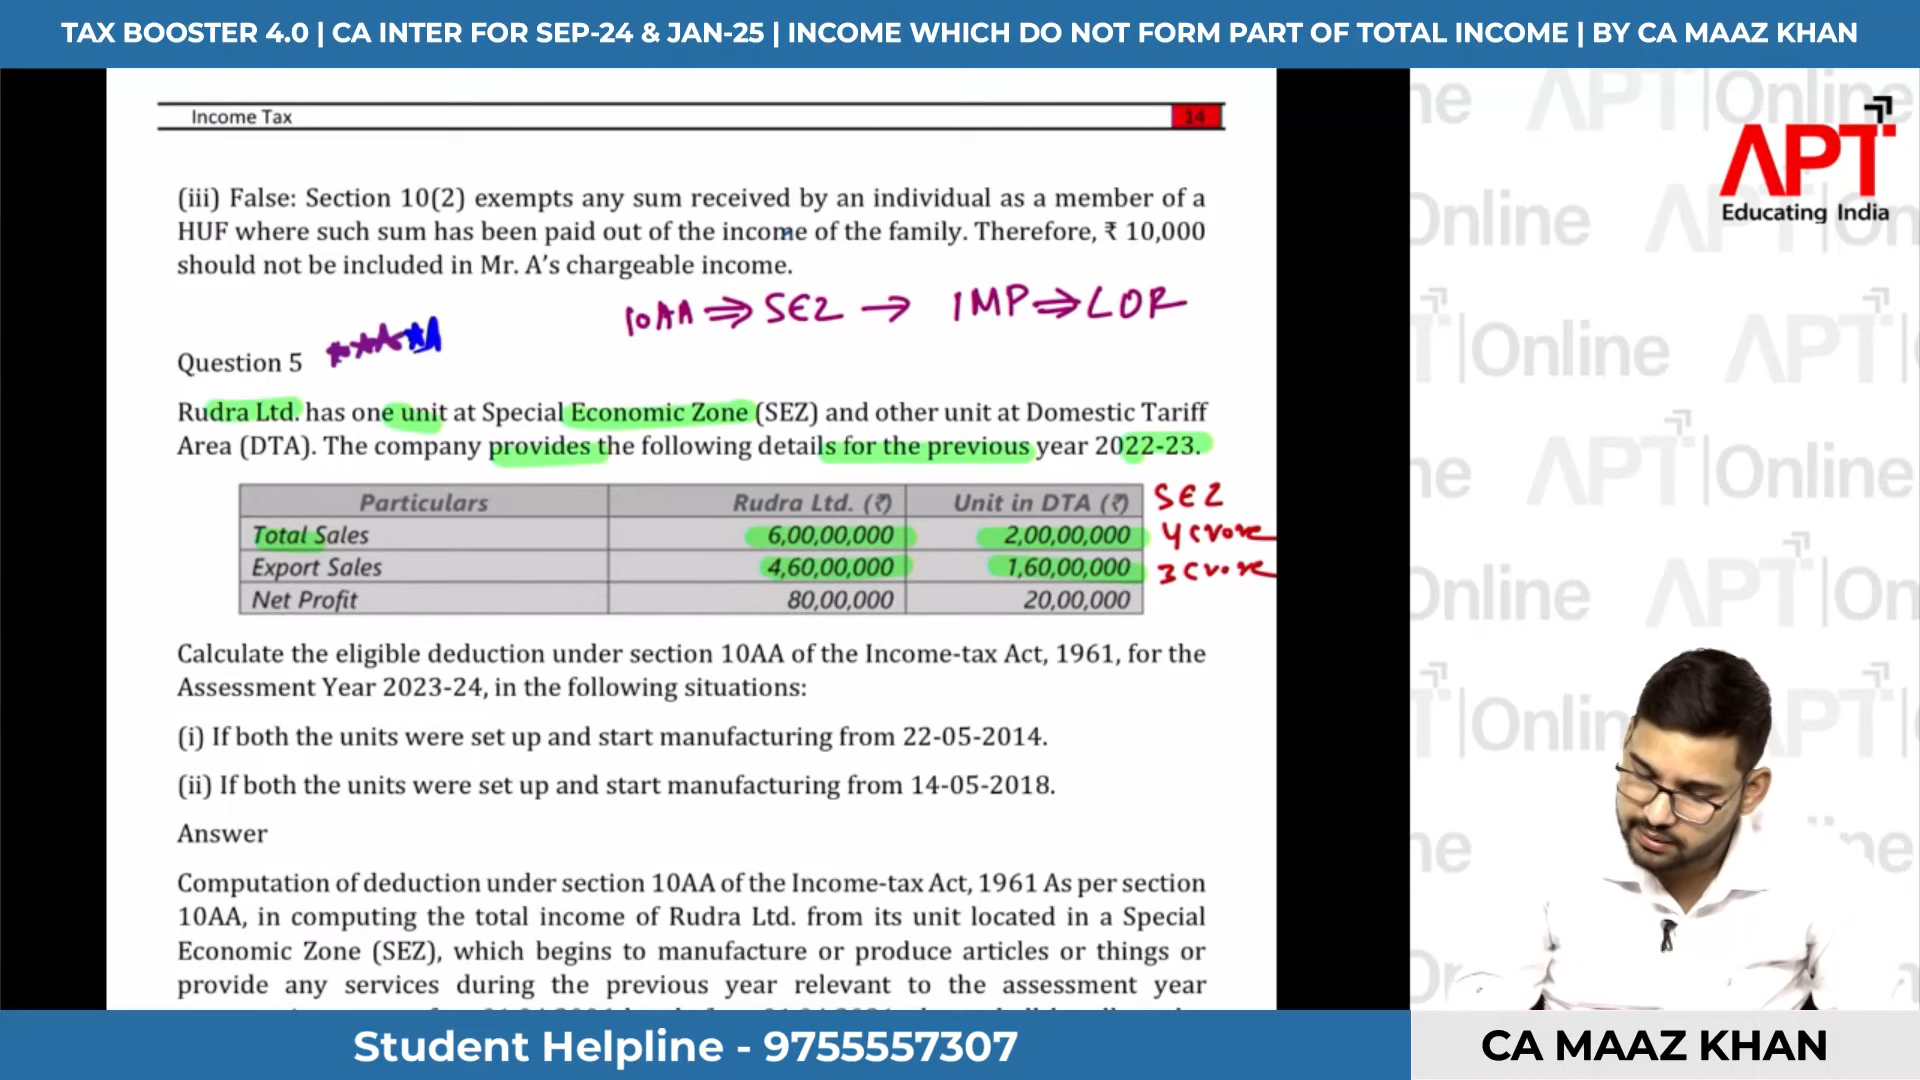 TAX BOOSTER 4.0 | CA INTER FOR SEP-24 & JAN-25 | INCOME WHICH DO NOT FORM PART OF TOTAL INCOME | BY CA MAAZ KHAN
APT
Educating India
Income Tax 14
(iii) False: Section 10(2) exempts any sum received by an individual as a member of a
HUF where such sum has been paid out of the income of the family. Therefore, ₹ 10,000
should not be included in Mr. A’s chargeable income.
10AA ⇒ SEZ → IMP ⇒ LOR
Question 5
Rudra Ltd. has one unit at Special Economic Zone (SEZ) and other unit at Domestic Tariff
Area (DTA). The company provides the following details for the previous year 2022-23.
Particulars Rudra Ltd. (₹) Unit in DTA (₹) SEZ
Total Sales 6,00,00,000 2,00,00,000 4 crore
Export Sales 4,60,00,000 1,60,00,000 3 crore
Net Profit 80,00,000 20,00,000
Calculate the eligible deduction under section 10AA of the Income-tax Act, 1961, for the
Assessment Year 2023-24, in the following situations:
(i) If both the units were set up and start manufacturing from 22-05-2014.
(ii) If both the units were set up and start manufacturing from 14-05-2018.
Answer
Computation of deduction under section 10AA of the Income-tax Act, 1961 As per section
10AA, in computing the total income of Rudra Ltd. from its unit located in a Special
Economic Zone (SEZ), which begins to manufacture or produce articles or things or
provide any services during the previous year relevant to the assessment year
Student Helpline - 9755557307
CA MAAZ KHAN